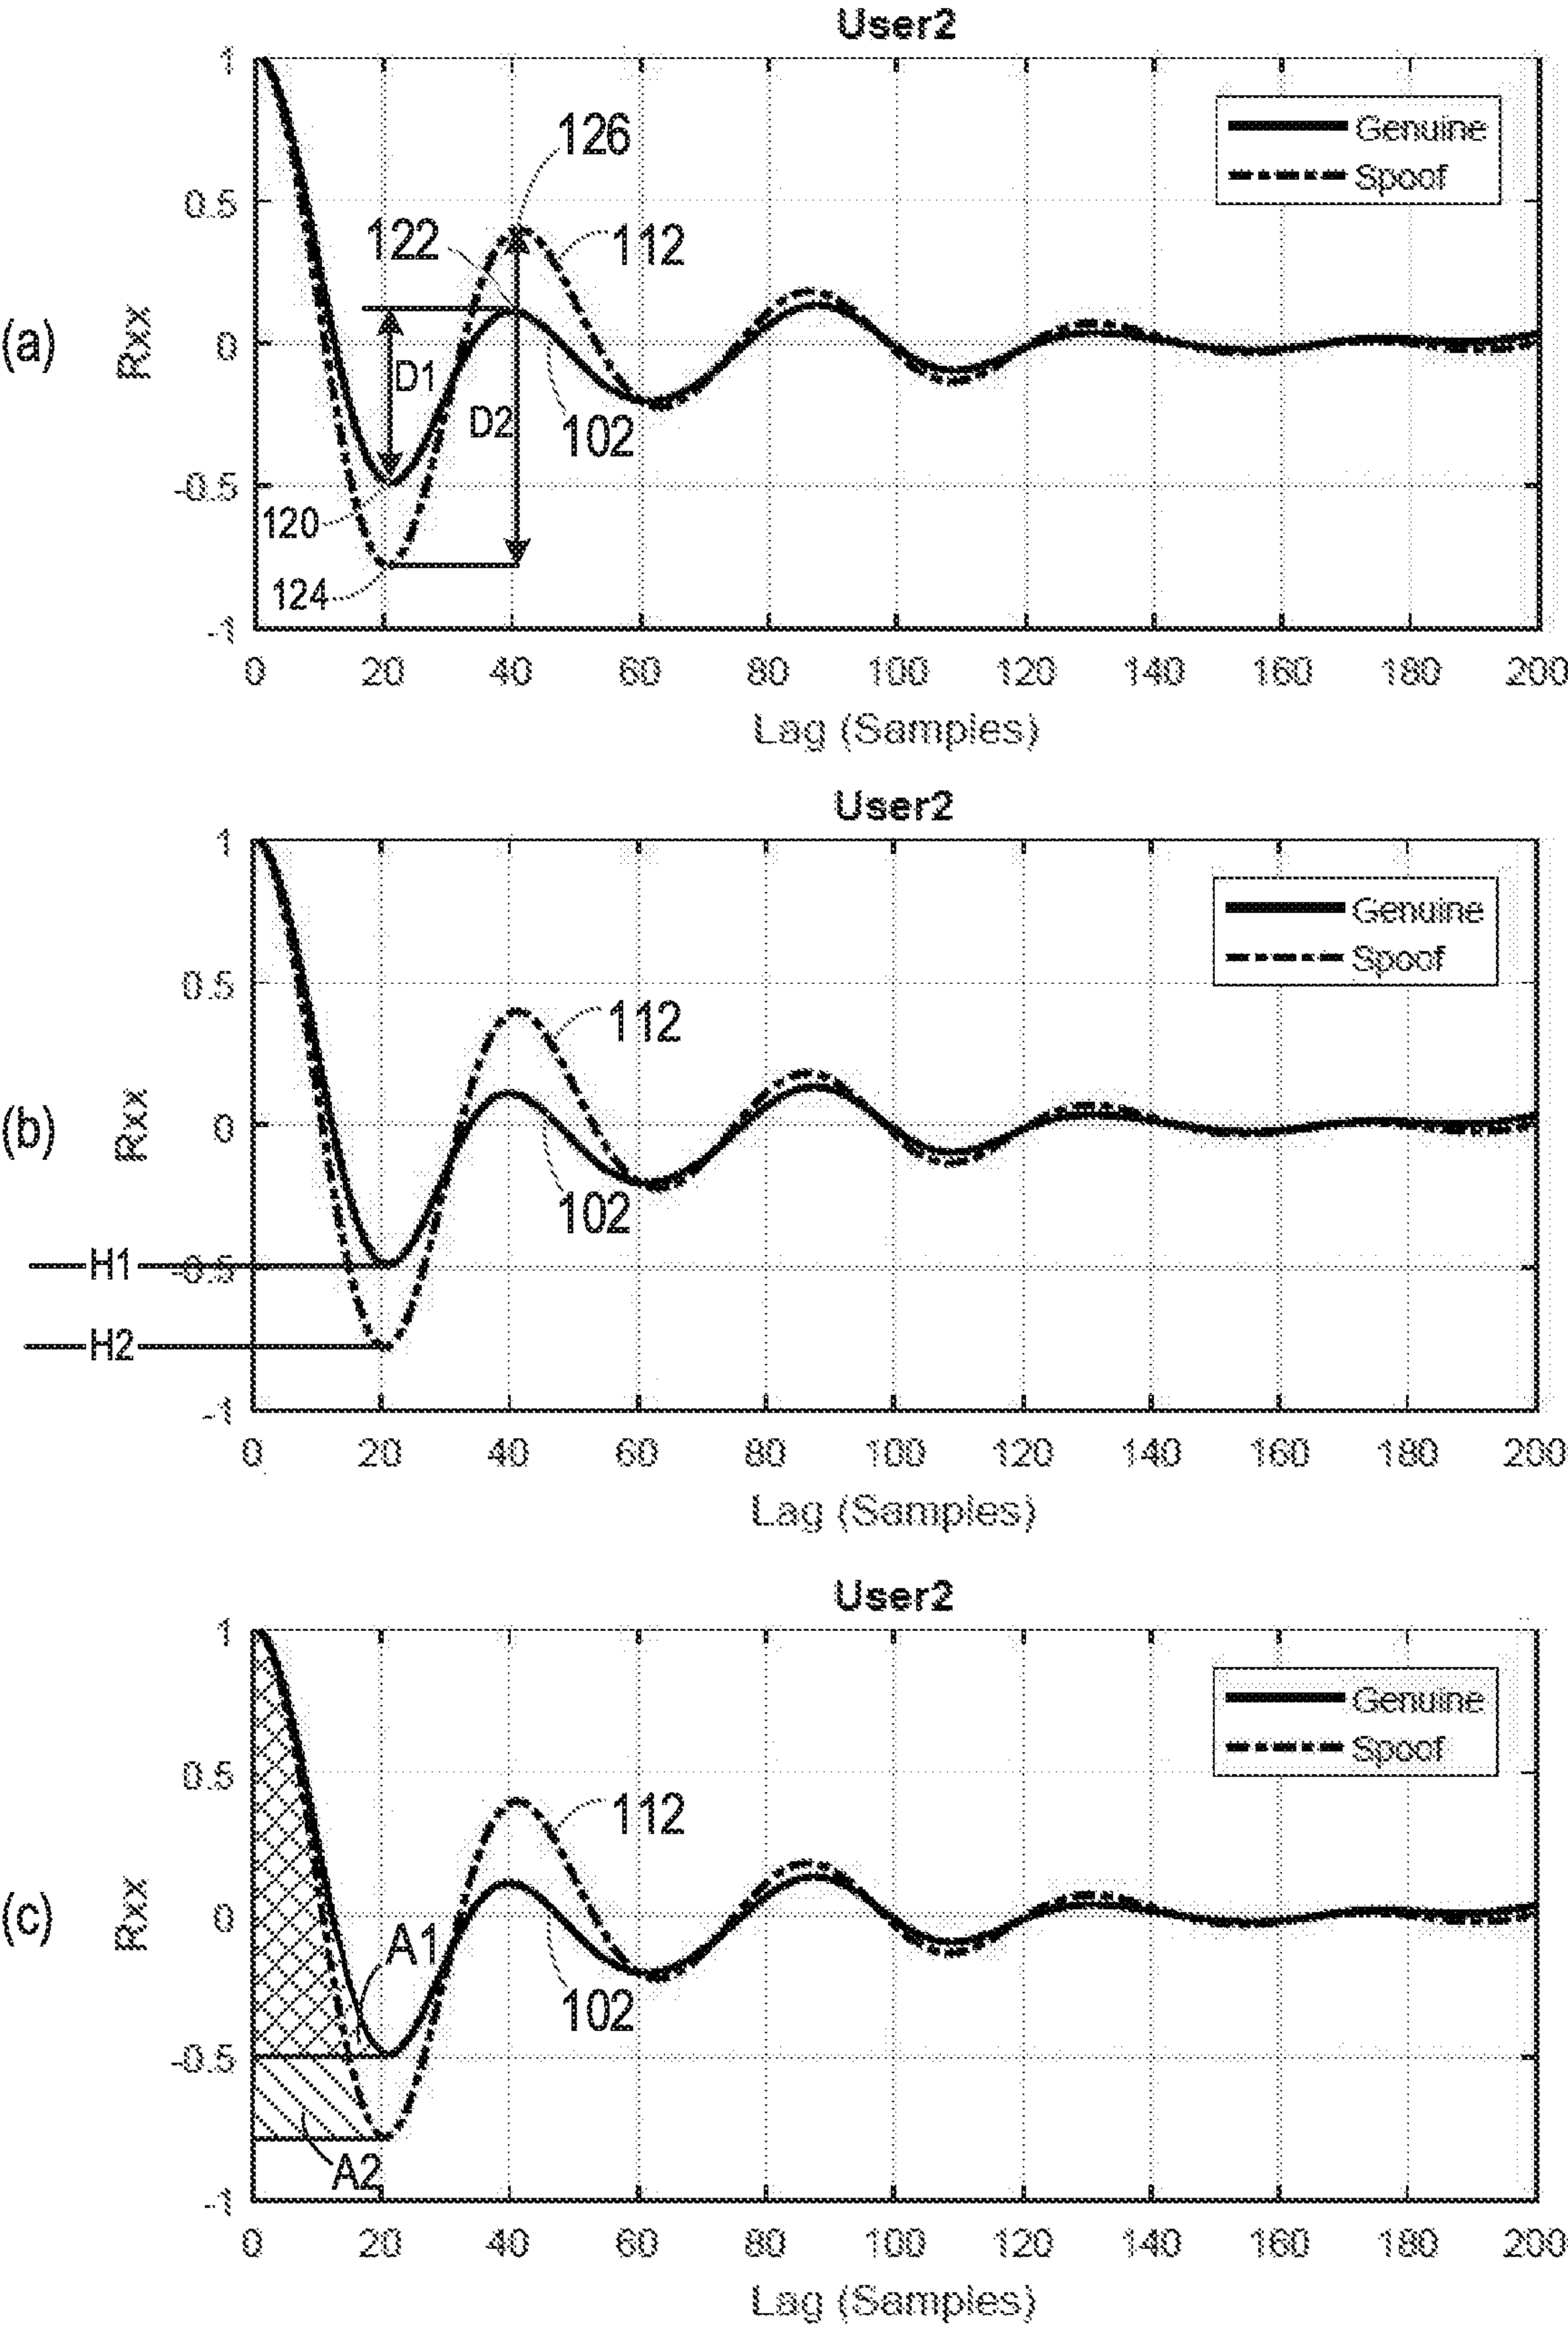 User2
1
126
Genuine
Spoof
0.5
122
112
(a)
Rxx
0
D1
D2
102
-0.5
120
124
-1
0 20 40 60 80 100 120 140 160 180 200
Lag (Samples)
User2
1
Genuine
Spoof
0.5
112
(b)
Rxx
0
102
H1
-0.5
H2
-1
0 20 40 60 80 100 120 140 160 180 200
Lag (Samples)
User2
1
Genuine
Spoof
0.5
112
(c)
Rxx
0
A1
102
-0.5
A2
-1
0 20 40 60 80 100 120 140 160 180 200
Lag (Samples)